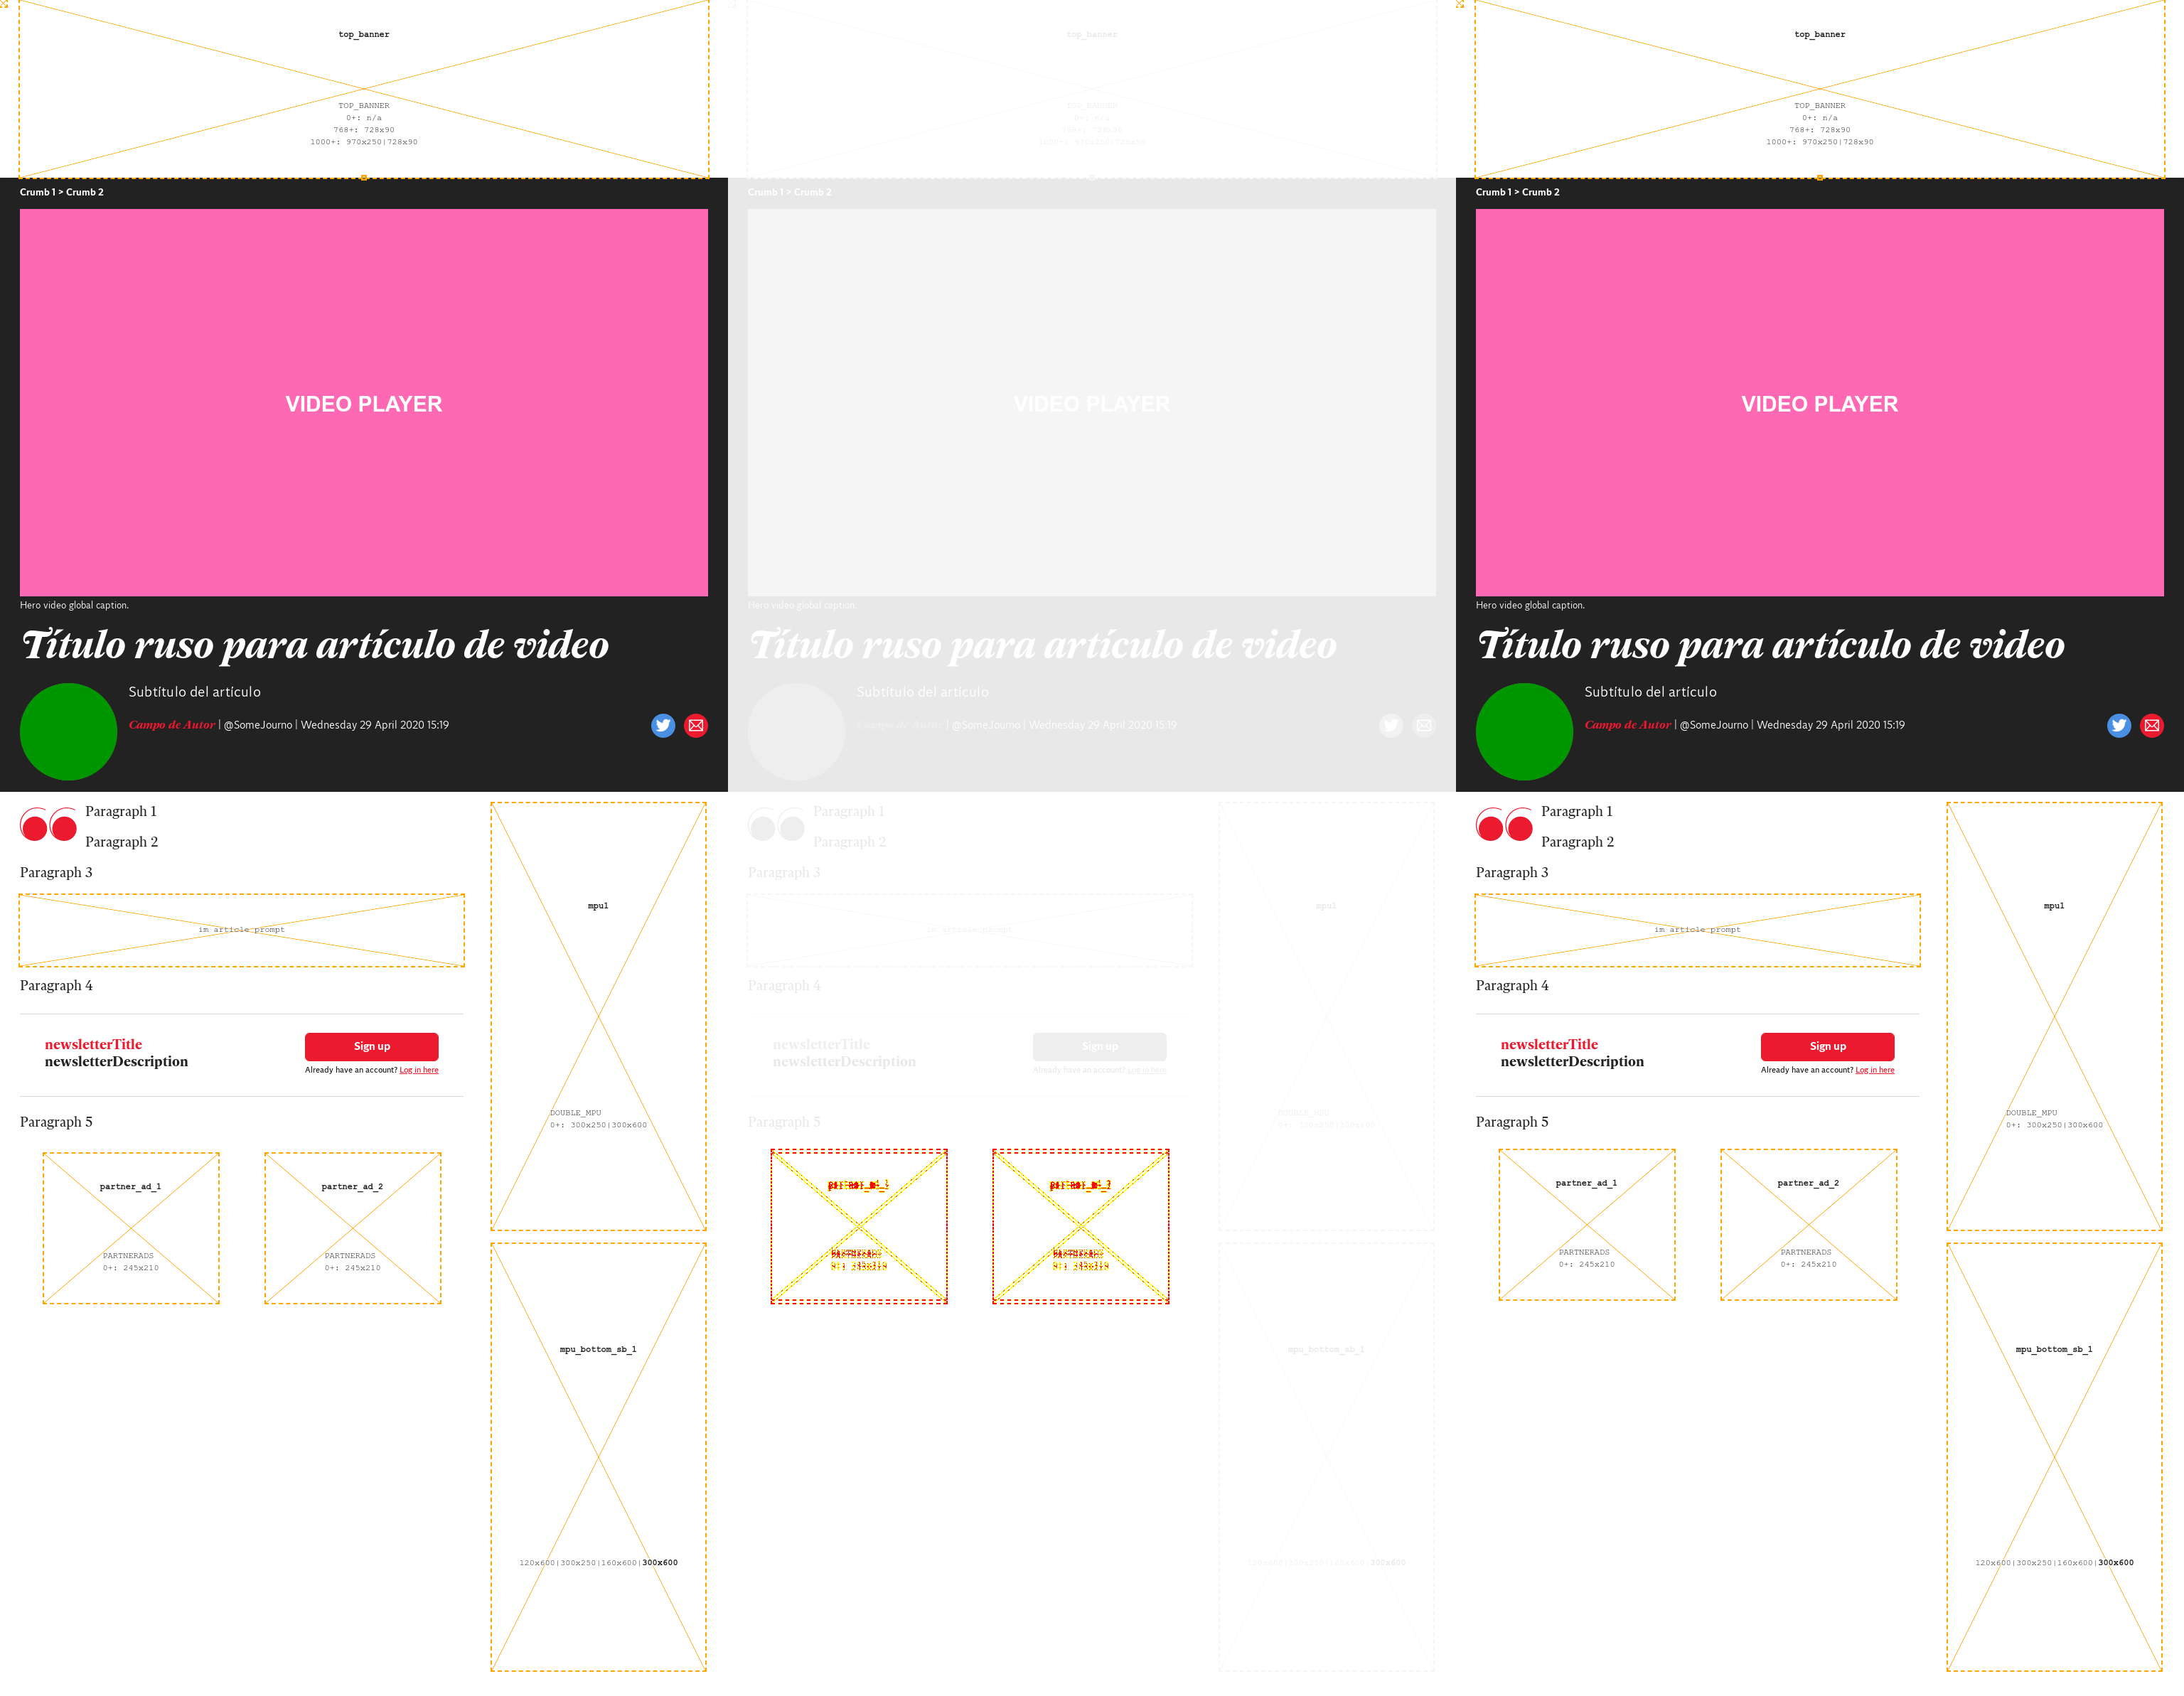 top_banner
TOP_BANNER
0+: n/a
768+: 728x90
1000+: 970x250|728x90
Crumb 1 > Crumb 2
VIDEO PLAYER
Hero video global caption.
Título ruso para artículo de video
Subtítulo del artículo
Campo de Autor | @SomeJourno | Wednesday 29 April 2020 15:19
Paragraph 1
Paragraph 2
Paragraph 3
im article prompt
Paragraph 4
newsletterTitle
newsletterDescription
Sign up
Already have an account? Log in here
Paragraph 5
partner_ad_1
PARTNERADS
0+: 245x210
partner_ad_2
PARTNERADS
0+: 245x210
mpu1
DOUBLE_MPU
0+: 300x250|300x600
mpu_bottom_sb_1
120x600|300x250|160x600|300x600
top_banner
TOP_BANNER
0+: n/a
768+: 728x90
1000+: 970x250|728x90
Crumb 1 > Crumb 2
VIDEO PLAYER
Hero video global caption.
Título ruso para artículo de video
Subtítulo del artículo
Campo de Autor | @SomeJourno | Wednesday 29 April 2020 15:19
Paragraph 1
Paragraph 2
Paragraph 3
im article prompt
Paragraph 4
newsletterTitle
newsletterDescription
Sign up
Already have an account? Log in here
Paragraph 5
mpu1
DOUBLE_MPU
0+: 300x250|300x600
mpu_bottom_sb_1
120x600|300x250|160x600|300x600
top_banner
TOP_BANNER
0+: n/a
768+: 728x90
1000+: 970x250|728x90
Crumb 1 > Crumb 2
VIDEO PLAYER
Hero video global caption.
Título ruso para artículo de video
Subtítulo del artículo
Campo de Autor | @SomeJourno | Wednesday 29 April 2020 15:19
Paragraph 1
Paragraph 2
Paragraph 3
im article prompt
Paragraph 4
newsletterTitle
newsletterDescription
Sign up
Already have an account? Log in here
Paragraph 5
partner_ad_1
PARTNERADS
0+: 245x210
partner_ad_2
PARTNERADS
0+: 245x210
mpu1
DOUBLE_MPU
0+: 300x250|300x600
mpu_bottom_sb_1
120x600|300x250|160x600|300x600